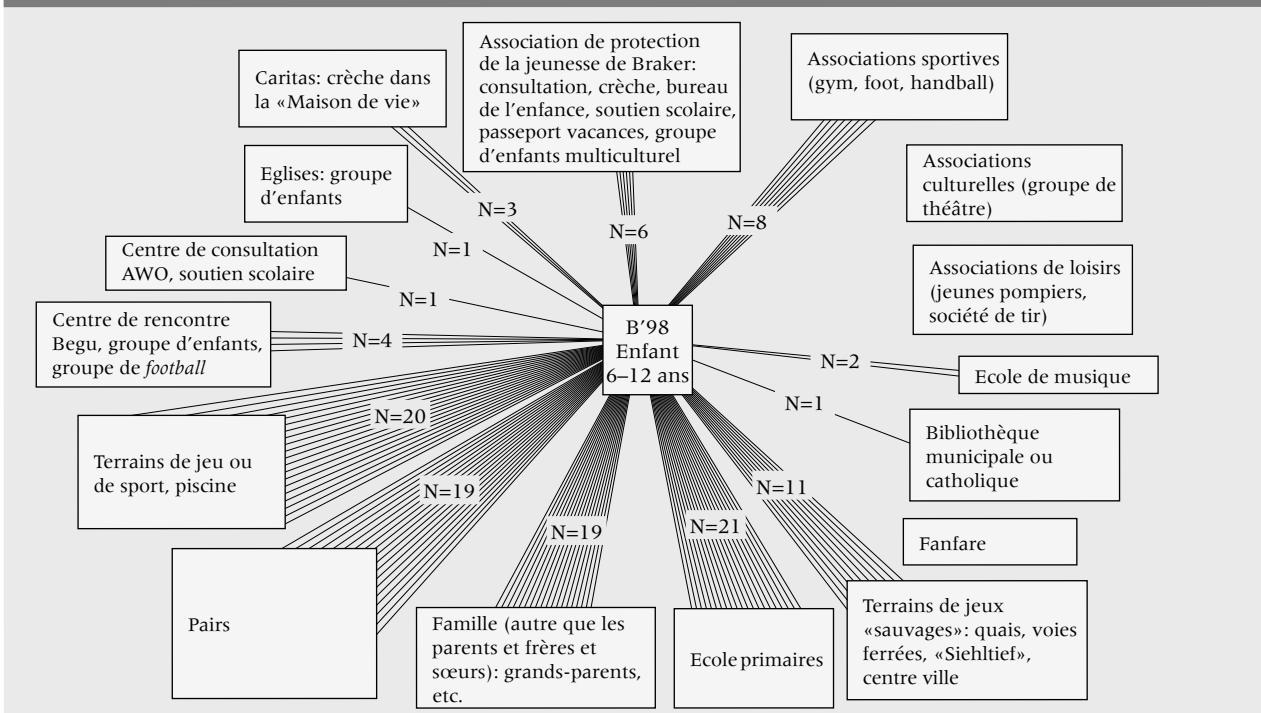 Caritas: crèche dans
la «Maison de vie»
Association de protection
de la jeunesse de Braker:
consultation, crèche, bureau
de l’enfance, soutien scolaire,
passeport vacances, groupe
d’enfants multiculturel
Associations sportives
(gym, foot, handball)
Eglises: groupe
d’enfants
Associations
culturelles (groupe de
théâtre)
N=3
N=6
N=8
N=1
Centre de consultation
AWO, soutien scolaire
Associations de loisirs
(jeunes pompiers,
société de tir)
N=1
Centre de rencontre
Begu, groupe d’enfants,
groupe de football
N=4
B’98
Enfant
6–12 ans
N=2
Ecole de musique
N=1
N=20
Bibliothèque
municipale ou
catholique
Terrains de jeu ou
de sport, piscine
N=19
N=11
N=19
N=21
Fanfare
Pairs
Famille (autre que les
parents et frères et
sœurs): grands-parents,
etc.
Ecole primaires
Terrains de jeux
«sauvages»: quais, voies
ferrées, «Siehltief»,
centre ville